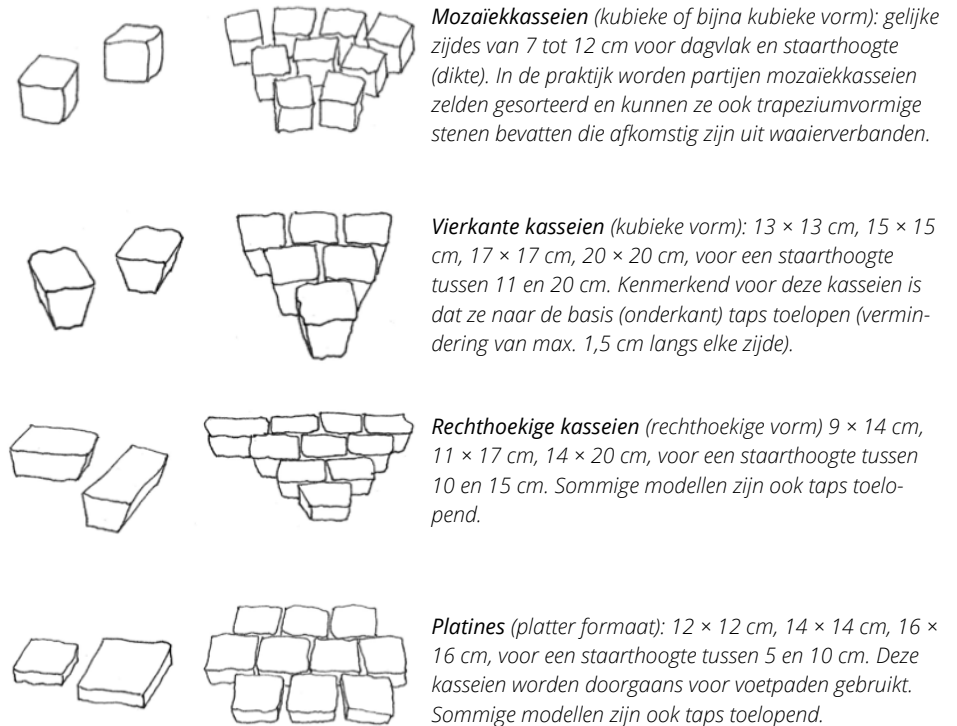 Mozaïekkasseien (kubieke of bijna kubieke vorm): gelijke
zijdes van 7 tot 12 cm voor dagvlak en staarthoogte
(dikte). In de praktijk worden partijen mozaïekkasseien
zelden gesorteerd en kunnen ze ook trapeziumvormige
stenen bevatten die afkomstig zijn uit waaierverbanden.
Vierkante kasseien (kubieke vorm): 13 × 13 cm, 15 × 15
cm, 17 × 17 cm, 20 × 20 cm, voor een staarthoogte
tussen 11 en 20 cm. Kenmerkend voor deze kasseien is
dat ze naar de basis (onderkant) taps toelopen (vermin-
dering van max. 1,5 cm langs elke zijde).
Rechthoekige kasseien (rechthoekige vorm) 9 × 14 cm,
11 × 17 cm, 14 × 20 cm, voor een staarthoogte tussen
10 en 15 cm. Sommige modellen zijn ook taps toelo-
pend.
Platines (platter formaat): 12 × 12 cm, 14 × 14 cm, 16 ×
16 cm, voor een staarthoogte tussen 5 en 10 cm. Deze
kasseien worden doorgaans voor voetpaden gebruikt.
Sommige modellen zijn ook taps toelopend.